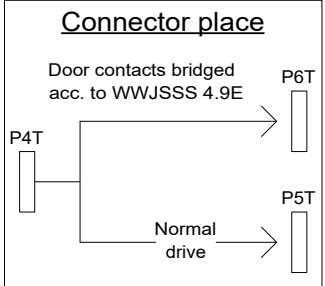 Connector place
Door contacts bridged
acc. to WWJSSS 4.9E
P6T
P4T
P5T
Normal
drive